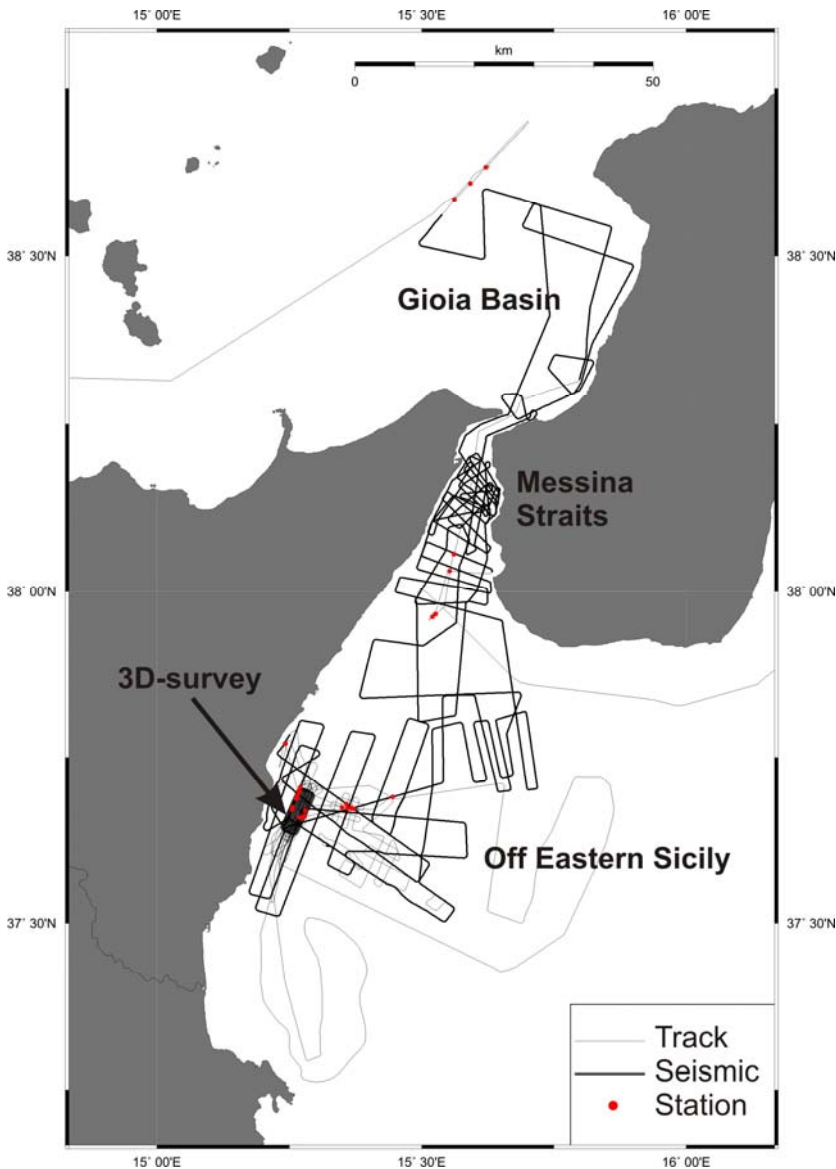 15˚ 00'E
15˚ 30'E
16˚ 00'E
km
0
50
38˚ 30'N
38˚ 30'N
Gioia Basin
Messina
Straits
38˚ 00'N
38˚ 00'N
3D-survey
Off Eastern Sicily
37˚ 30'N
37˚ 30'N
Track
Seismic
Station
15˚ 00'E
15˚ 30'E
16˚ 00'E